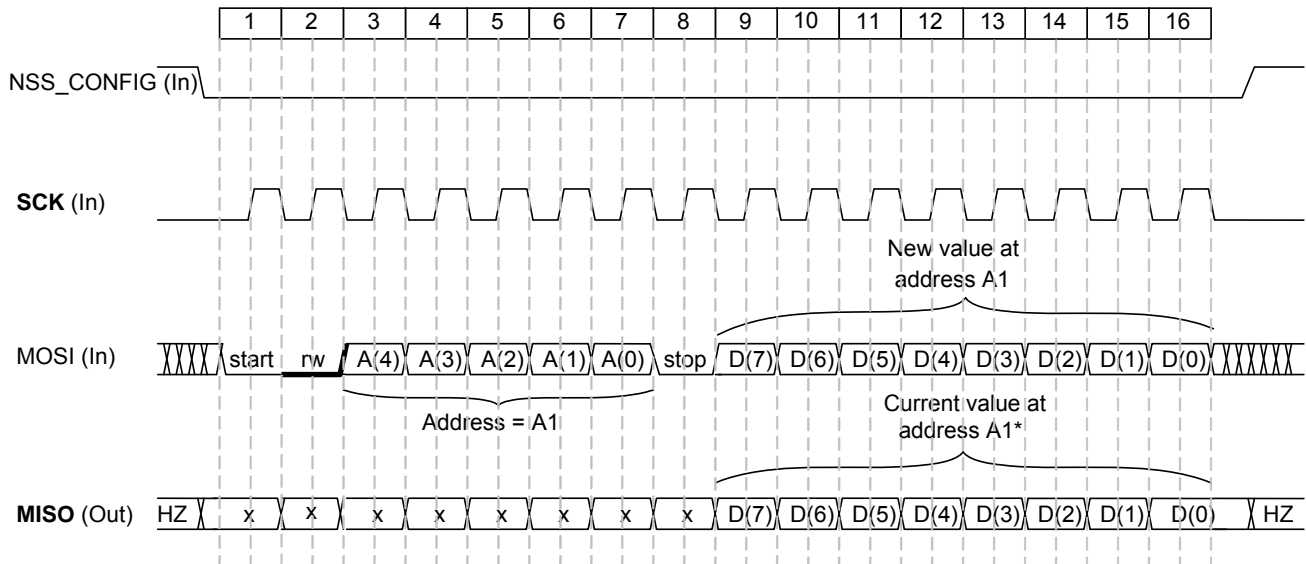 1 2 3 4 5 6 7 8 9 10 11 12 13 14 15 16
NSS_CONFIG (In)
SCK (In)
New value at
address A1
MOSI (In) start rw A(4) A(3) A(2) A(1) A(0) stop D(7) D(6) D(5) D(4) D(3) D(2) D(1) D(0)
Address = A1
Current value at
address A1*
MISO (Out) HZ x x x x x x x x D(7) D(6) D(5) D(4) D(3) D(2) D(1) D(0) HZ